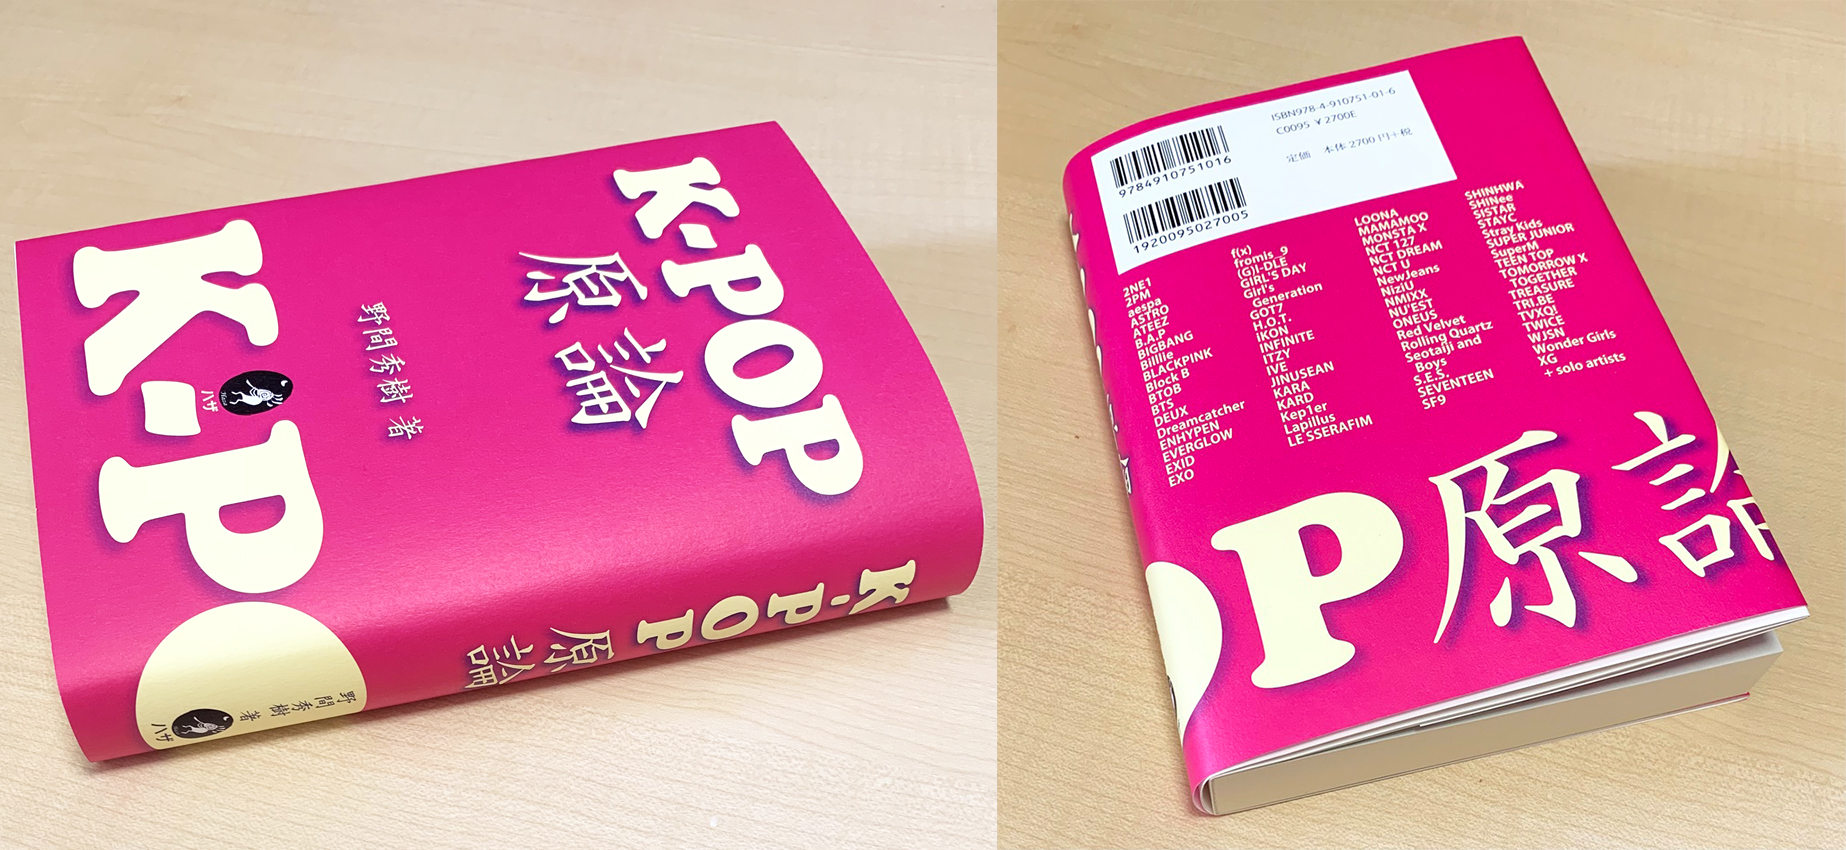 K-POP
原論
野間秀樹 著
ハザ
K-PO
K-POP
原論
野間秀樹 著
ハザ
ISBN978-4-910751-01-6
C0095 ¥2700E
定価 本体2700円+税
9784910751016
1920095027005
2NE1
2PM
aespa
ASTRO
ATEEZ
B.A.P
BIGBANG
Billlie
BLACKPINK
Block B
BTOB
BTS
DEUX
Dreamcatcher
ENHYPEN
EVERGLOW
EXID
EXO
f(x)
fromis_9
(G)I-DLE
GIRL'S DAY
Girl's
Generation
GOT7
H.O.T.
iKON
INFINITE
ITZY
IVE
JINUSEAN
KARA
KARD
Kep1er
Lapillus
LE SSERAFIM
LOONA
MAMAMOO
MONSTA X
NCT 127
NCT DREAM
NCT U
NewJeans
NiziU
NMIXX
NU'EST
ONEUS
Red Velvet
Rolling Quartz
Seotaiji and
Boys
S.E.S.
SEVENTEEN
SF9
SHINHWA
SHINee
SISTAR
STAYC
Stray Kids
SUPER JUNIOR
SuperM
TEEN TOP
TOMORROW X
TOGETHER
TREASURE
TRI.BE
TVXQ!
TWICE
WJSN
Wonder Girls
XG
+ solo artists
OP原論